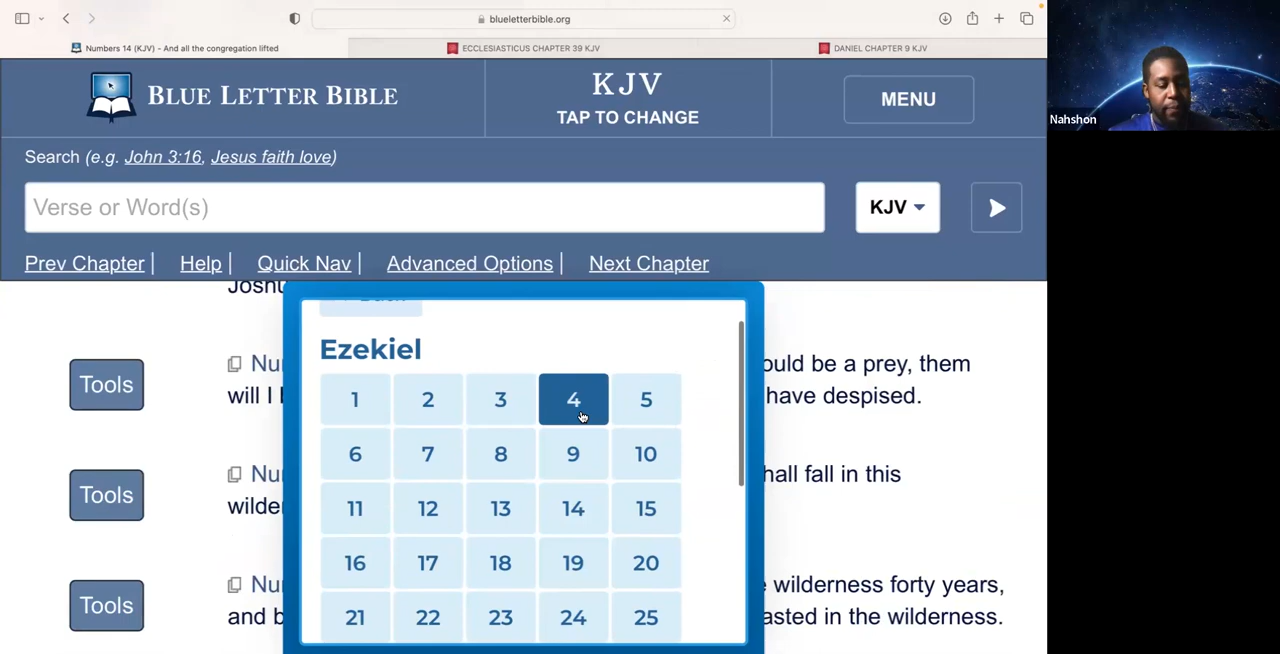 blueletterbible.org
Numbers 14 (KJV) - And all the congregation lifted
ECCLESIASTICUS CHAPTER 39 KJV
DANIEL CHAPTER 9 KJV
BLUE LETTER BIBLE
KJV
TAP TO CHANGE
MENU
Nahshon
Search (e.g. John 3:16, Jesus faith love)
Verse or Word(s)
KJV
Prev Chapter | Help | Quick Nav | Advanced Options | Next Chapter
Joshu
Ezekiel
Tools
Nu ould be a prey, them
will I have despised.
1 2 3 4 5
6 7 8 9 10
Tools
Nu hall fall in this
wilde
11 12 13 14 15
16 17 18 19 20
Tools
Nu wilderness forty years,
and b asted in the wilderness.
21 22 23 24 25